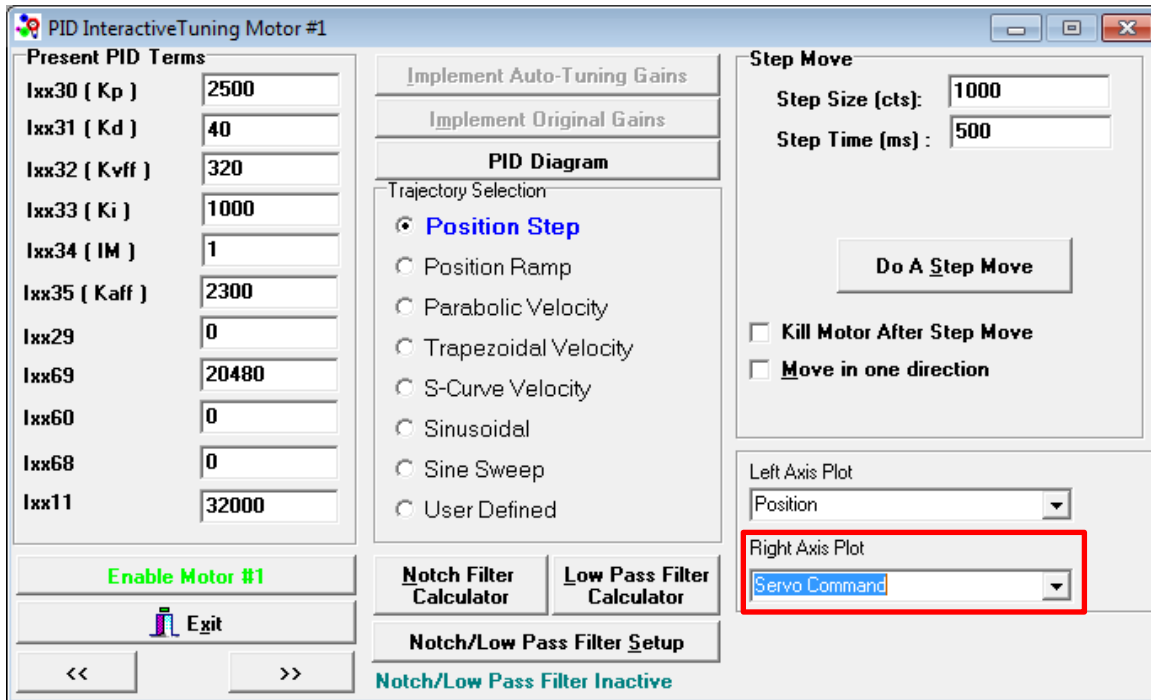 PID InteractiveTuning Motor #1
Present PID Terms
Ixx30 ( Kp ) 2500
Ixx31 ( Kd ) 40
Ixx32 ( Kvff ) 320
Ixx33 ( Ki ) 1000
Ixx34 ( IM ) 1
Ixx35 ( Kaff ) 2300
Ixx29 0
Ixx69 20480
Ixx60 0
Ixx68 0
Ixx11 32000
Enable Motor #1
Exit
<< >>
Implement Auto-Tuning Gains
Implement Original Gains
PID Diagram
Trajectory Selection
Position Step
Position Ramp
Parabolic Velocity
Trapezoidal Velocity
S-Curve Velocity
Sinusoidal
Sine Sweep
User Defined
Notch Filter
Calculator
Low Pass Filter
Calculator
Notch/Low Pass Filter Setup
Notch/Low Pass Filter Inactive
Step Move
Step Size (cts): 1000
Step Time (ms) : 500
Do A Step Move
Kill Motor After Step Move
Move in one direction
Left Axis Plot
Position
Right Axis Plot
Servo Command